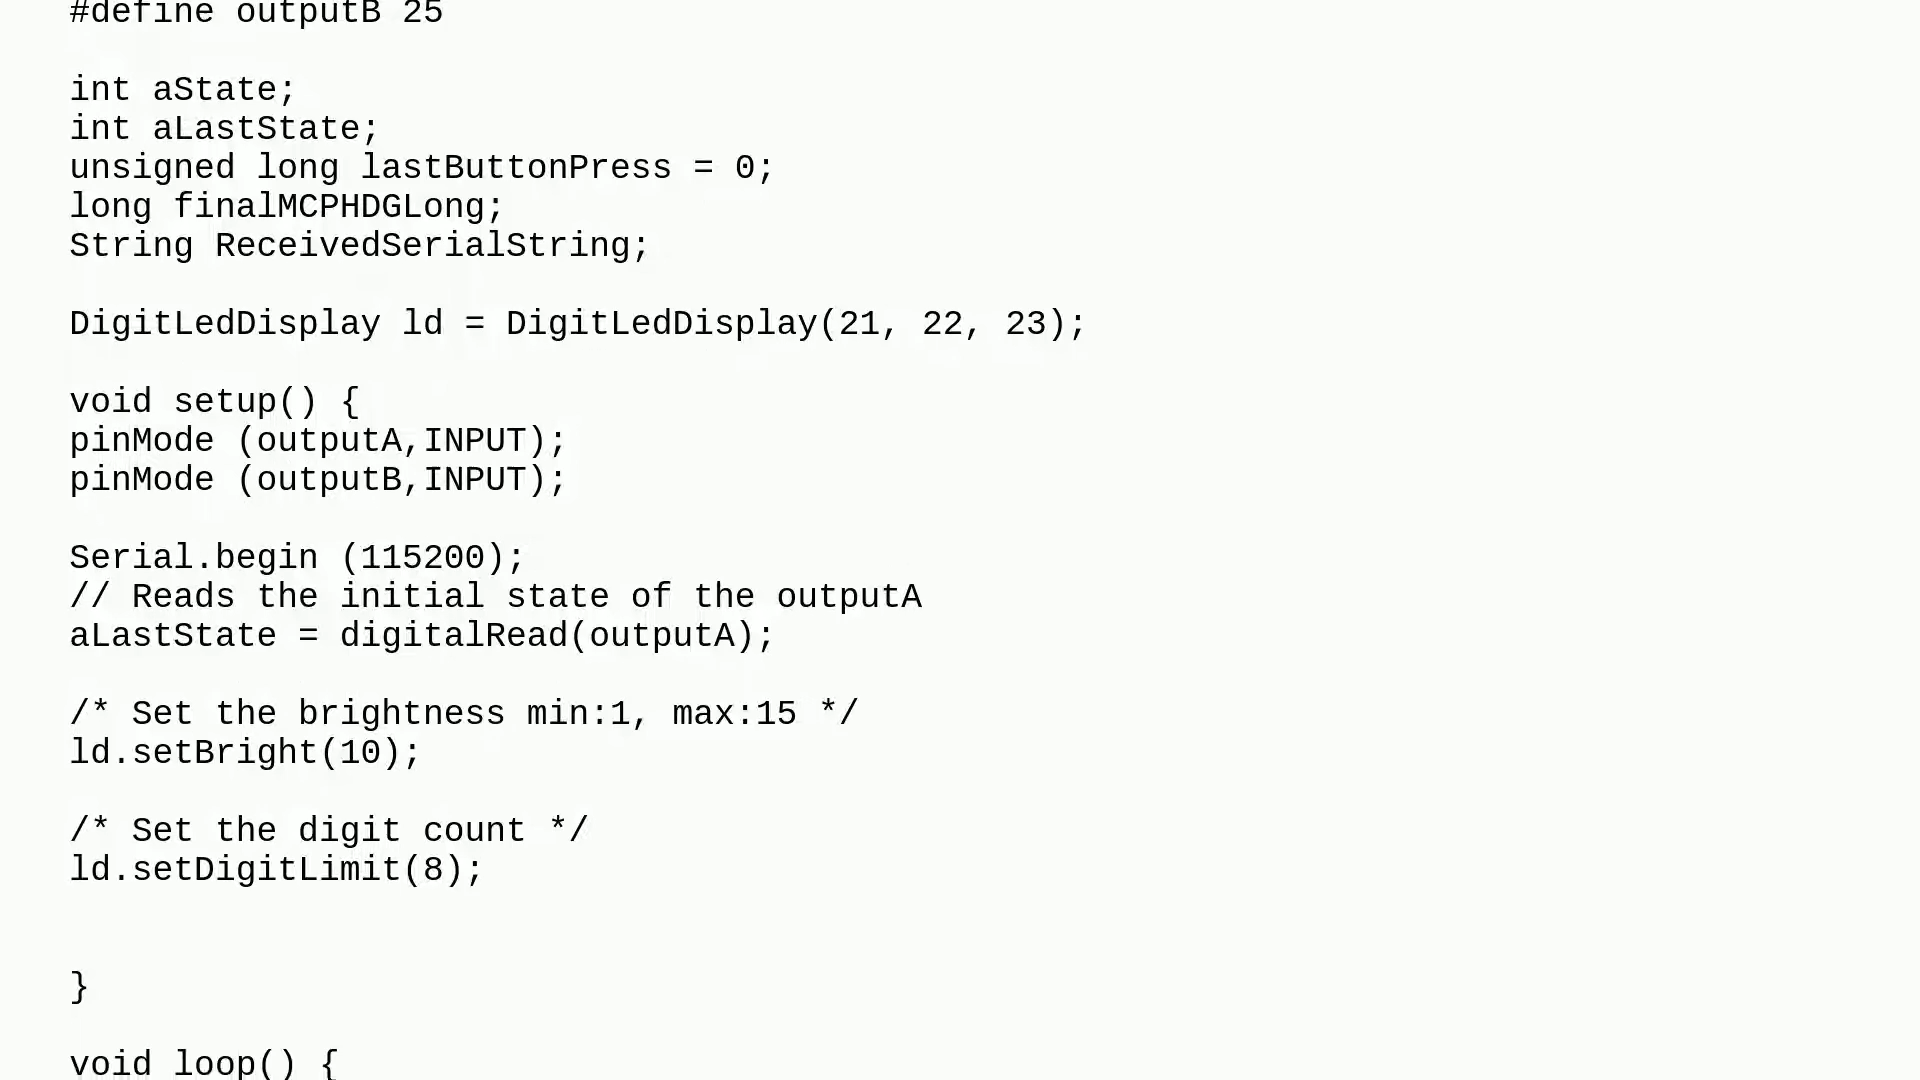 #define outputB 25
int aState;
int aLastState;
unsigned long lastButtonPress = 0;
long finalMCPHDGLong;
String ReceivedSerialString;
DigitLedDisplay ld = DigitLedDisplay(21, 22, 23);
void setup() {
pinMode (outputA,INPUT);
pinMode (outputB,INPUT);
Serial.begin (115200);
// Reads the initial state of the outputA
aLastState = digitalRead(outputA);
/* Set the brightness min:1, max:15 */
ld.setBright(10);
/* Set the digit count */
ld.setDigitLimit(8);
}
void loop() {